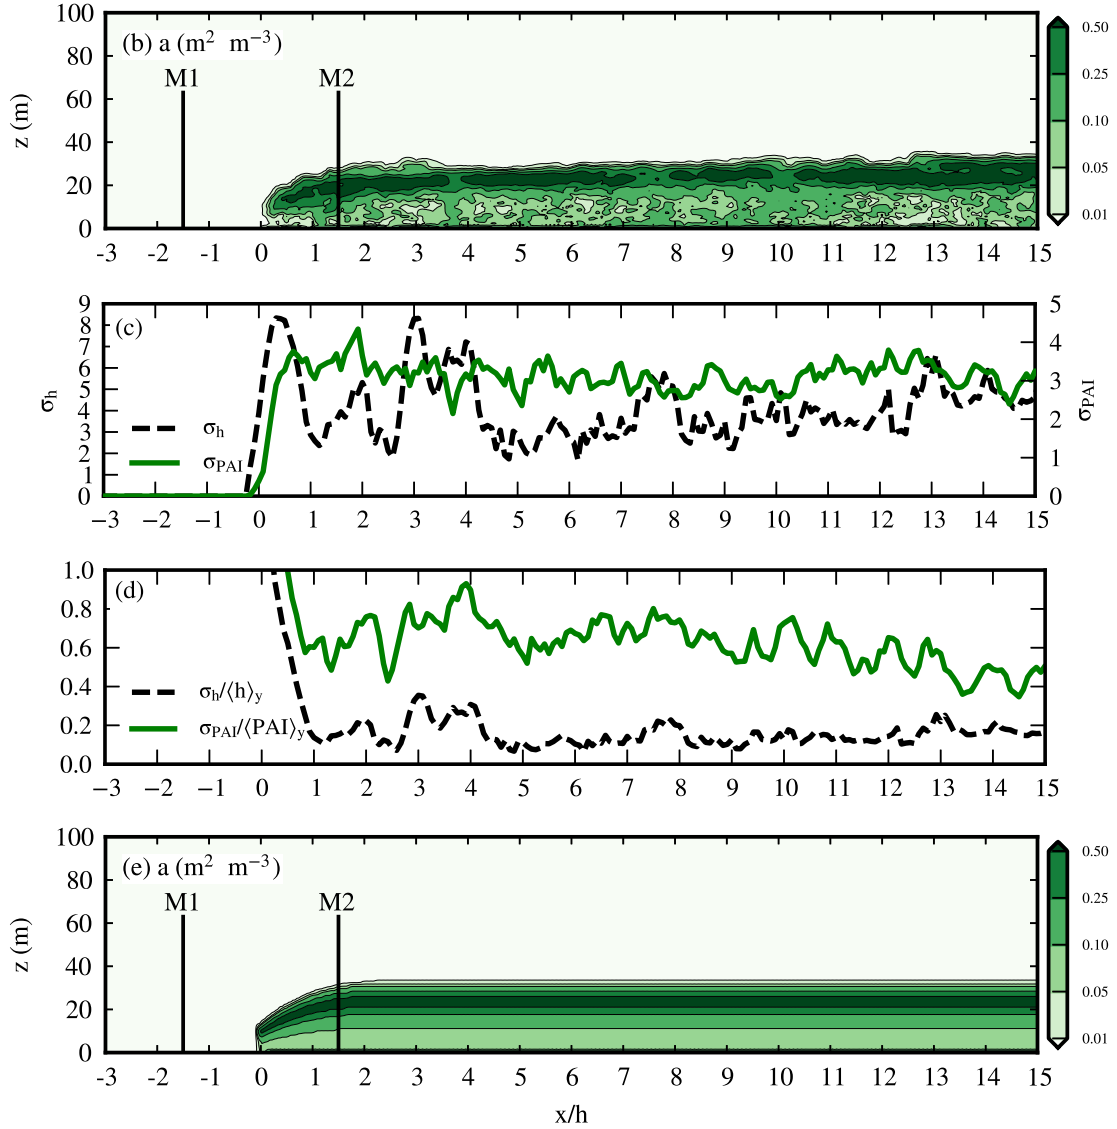 (b) a (m² m⁻³)
M1 M2
z (m)
100
80
60
40
20
0
-3 -2 -1 0 1 2 3 4 5 6 7 8 9 10 11 12 13 14 15
0.50
0.25
0.10
0.05
0.01
(c)
σh
9
8
7
6
5
4
3
2
1
0
σh
σPAI
5
4
3
2
1
0
σPAI
−3 −2 −1 0 1 2 3 4 5 6 7 8 9 10 11 12 13 14 15
(d)
1.0
0.8
0.6
0.4
0.2
0.0
σh/⟨h⟩y
σPAI/⟨PAI⟩y
−3 −2 −1 0 1 2 3 4 5 6 7 8 9 10 11 12 13 14 15
(e) a (m² m⁻³)
M1 M2
z (m)
100
80
60
40
20
0
-3 -2 -1 0 1 2 3 4 5 6 7 8 9 10 11 12 13 14 15
0.50
0.25
0.10
0.05
0.01
x/h